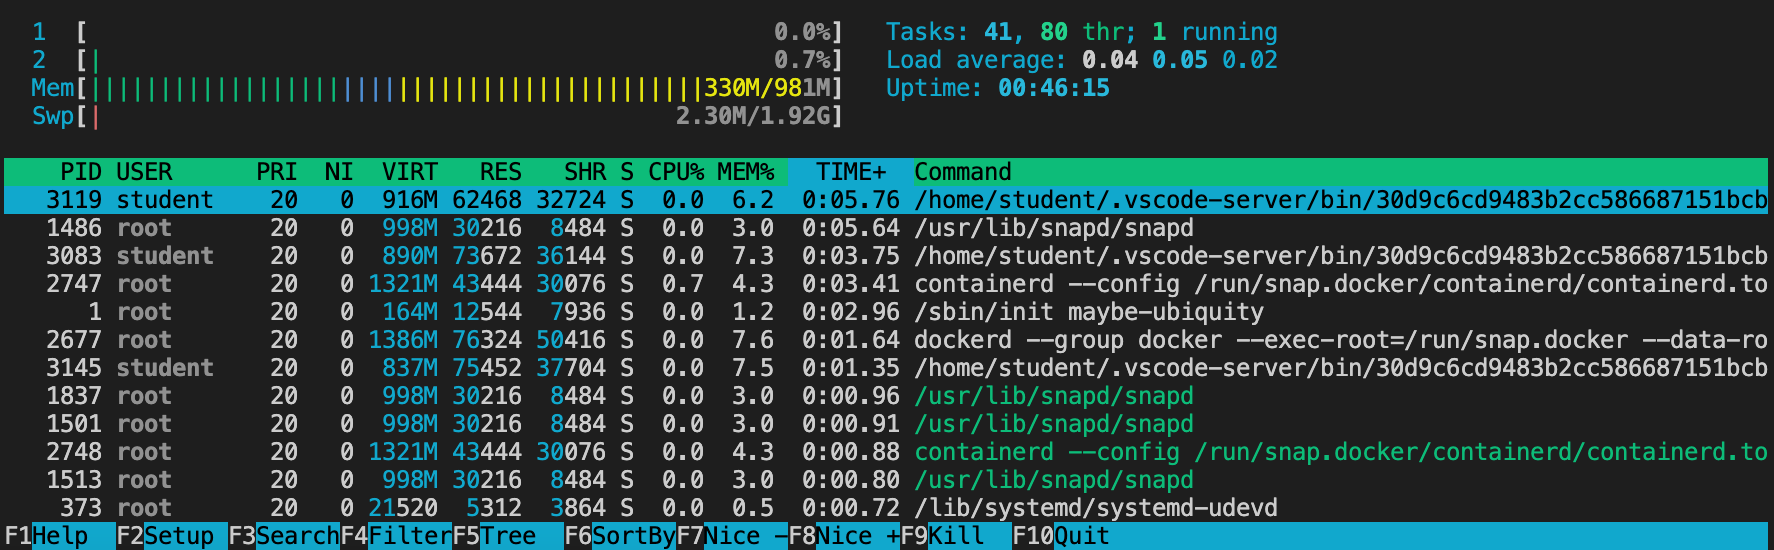 1 [ 0.0%] Tasks: 41, 80 thr; 1 running
2 [| 0.7%] Load average: 0.04 0.05 0.02
Mem[||||||||||||||||||||||||||||||||||||||||||||330M/981M] Uptime: 00:46:15
Swp[| 2.30M/1.92G]
PID USER PRI NI VIRT RES SHR S CPU% MEM% TIME+ Command
3119 student 20 0 916M 62468 32724 S 0.0 6.2 0:05.76 /home/student/.vscode-server/bin/30d9c6cd9483b2cc586687151bcb
1486 root 20 0 998M 30216 8484 S 0.0 3.0 0:05.64 /usr/lib/snapd/snapd
3083 student 20 0 890M 73672 36144 S 0.0 7.3 0:03.75 /home/student/.vscode-server/bin/30d9c6cd9483b2cc586687151bcb
2747 root 20 0 1321M 43444 30076 S 0.7 4.3 0:03.41 containerd --config /run/snap.docker/containerd/containerd.to
1 root 20 0 164M 12544 7936 S 0.0 1.2 0:02.96 /sbin/init maybe-ubiquity
2677 root 20 0 1386M 76324 50416 S 0.0 7.6 0:01.64 dockerd --group docker --exec-root=/run/snap.docker --data-ro
3145 student 20 0 837M 75452 37704 S 0.0 7.5 0:01.35 /home/student/.vscode-server/bin/30d9c6cd9483b2cc586687151bcb
1837 root 20 0 998M 30216 8484 S 0.0 3.0 0:00.96 /usr/lib/snapd/snapd
1501 root 20 0 998M 30216 8484 S 0.0 3.0 0:00.91 /usr/lib/snapd/snapd
2748 root 20 0 1321M 43444 30076 S 0.0 4.3 0:00.88 containerd --config /run/snap.docker/containerd/containerd.to
1513 root 20 0 998M 30216 8484 S 0.0 3.0 0:00.80 /usr/lib/snapd/snapd
373 root 20 0 21520 5312 3864 S 0.0 0.5 0:00.72 /lib/systemd/systemd-udevd
F1Help F2Setup F3SearchF4FilterF5Tree F6SortByF7Nice -F8Nice +F9Kill F10Quit